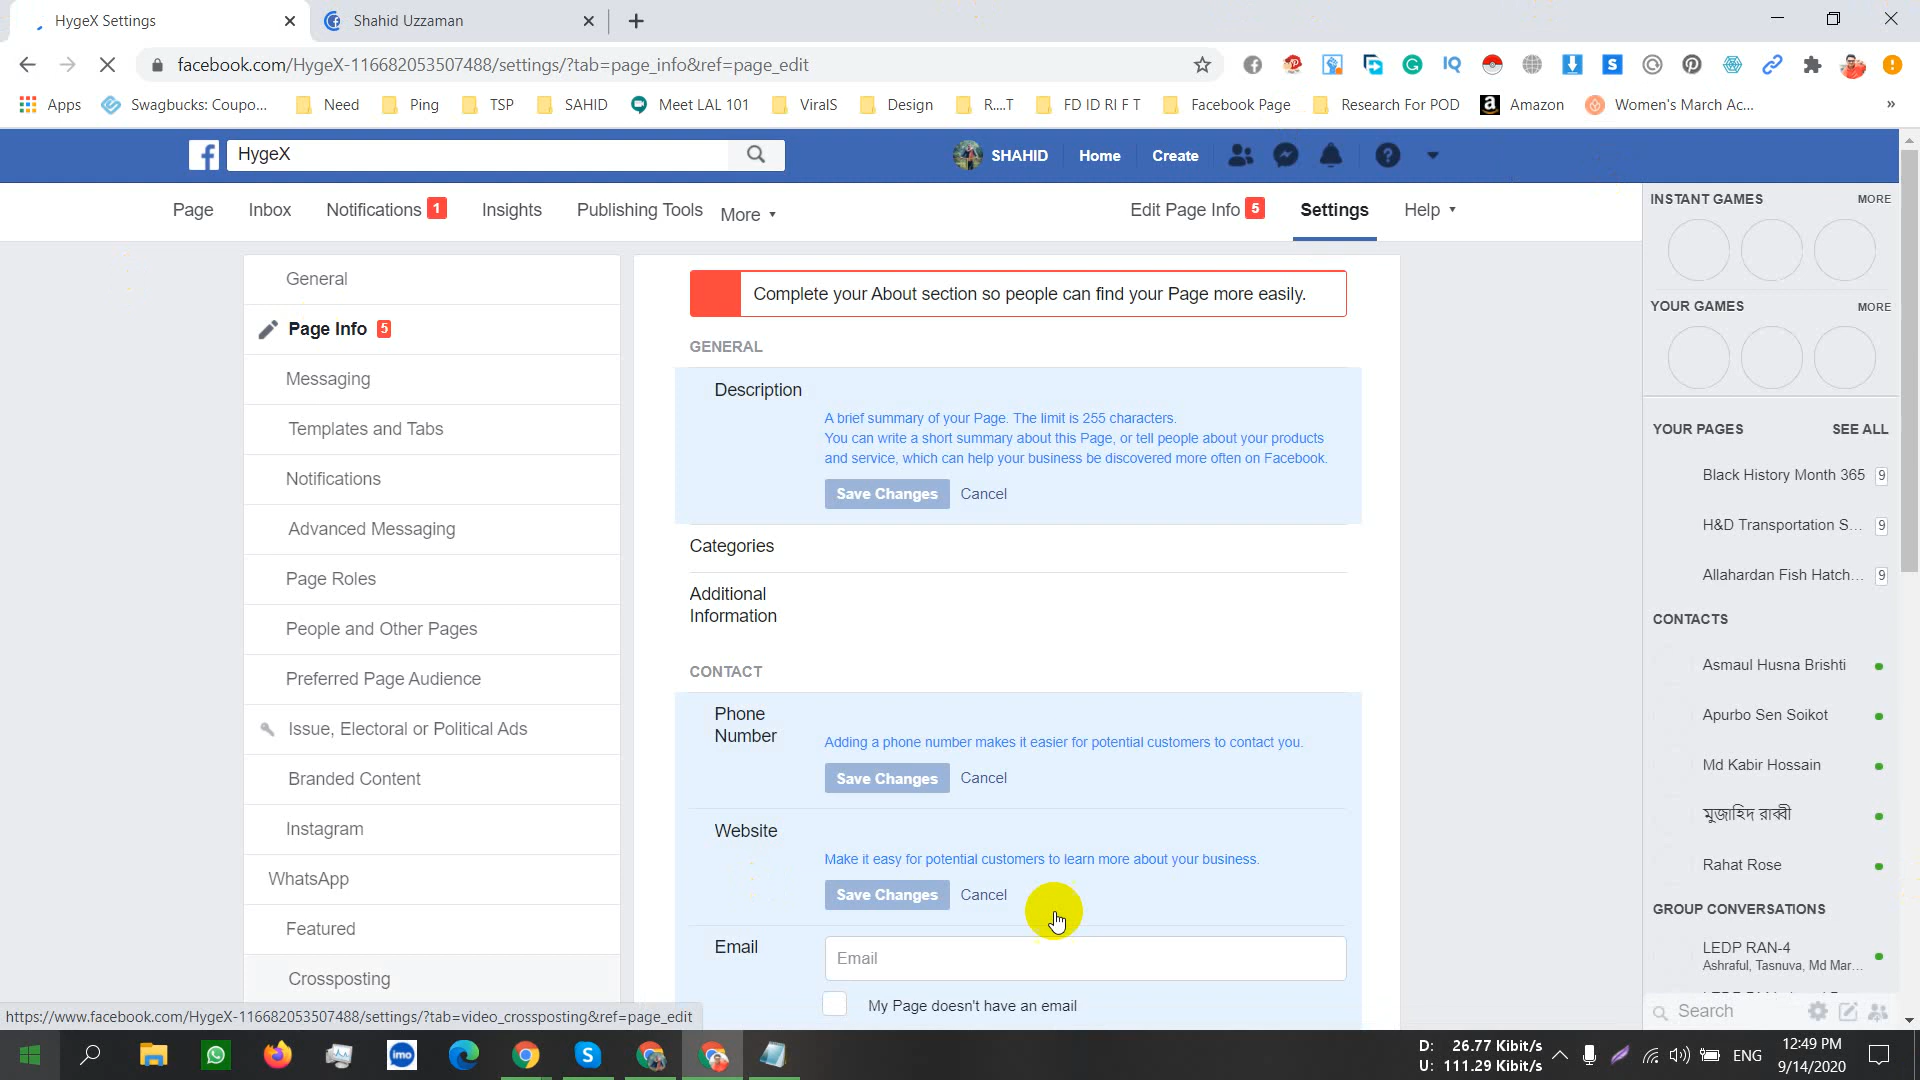 HygeX Settings
Shahid Uzzaman
facebook.com/HygeX-116682053507488/settings/?tab=page_info&ref=page_edit
Apps
Swagbucks: Coupo...
Need
Ping
TSP
SAHID
Meet LAL 101
ViralS
Design
R....T
FD ID RI F T
Facebook Page
Research For POD
Amazon
Women's March Ac...
»
HygeX
SHAHID
Home
Create
Page
Inbox
Notifications 1
Insights
Publishing Tools
More
Edit Page Info 5
Settings
Help
General
Page Info 5
Messaging
Templates and Tabs
Notifications
Advanced Messaging
Page Roles
People and Other Pages
Preferred Page Audience
Issue, Electoral or Political Ads
Branded Content
Instagram
WhatsApp
Featured
Crossposting
Complete your About section so people can find your Page more easily.
GENERAL
Description
A brief summary of your Page. The limit is 255 characters.
You can write a short summary about this Page, or tell people about your products
and service, which can help your business be discovered more often on Facebook.
Save Changes Cancel
Categories
Additional
Information
CONTACT
Phone
Number
Adding a phone number makes it easier for potential customers to contact you.
Save Changes Cancel
Website
Make it easy for potential customers to learn more about your business.
Save Changes Cancel
Email
Email
My Page doesn't have an email
INSTANT GAMES MORE
YOUR GAMES MORE
YOUR PAGES SEE ALL
Black History Month 365 9
H&D Transportation S... 9
Allahardan Fish Hatch... 9
CONTACTS
Asmaul Husna Brishti
Apurbo Sen Soikot
Md Kabir Hossain
মুজাহিদ রাব্বী
Rahat Rose
GROUP CONVERSATIONS
LEDP RAN-4
Ashraful, Tasnuva, Md Mar...
Search
https://www.facebook.com/HygeX-116682053507488/settings/?tab=video_crossposting&ref=page_edit
imo
D: 26.77 Kibit/s
U: 111.29 Kibit/s
ENG
12:49 PM
9/14/2020